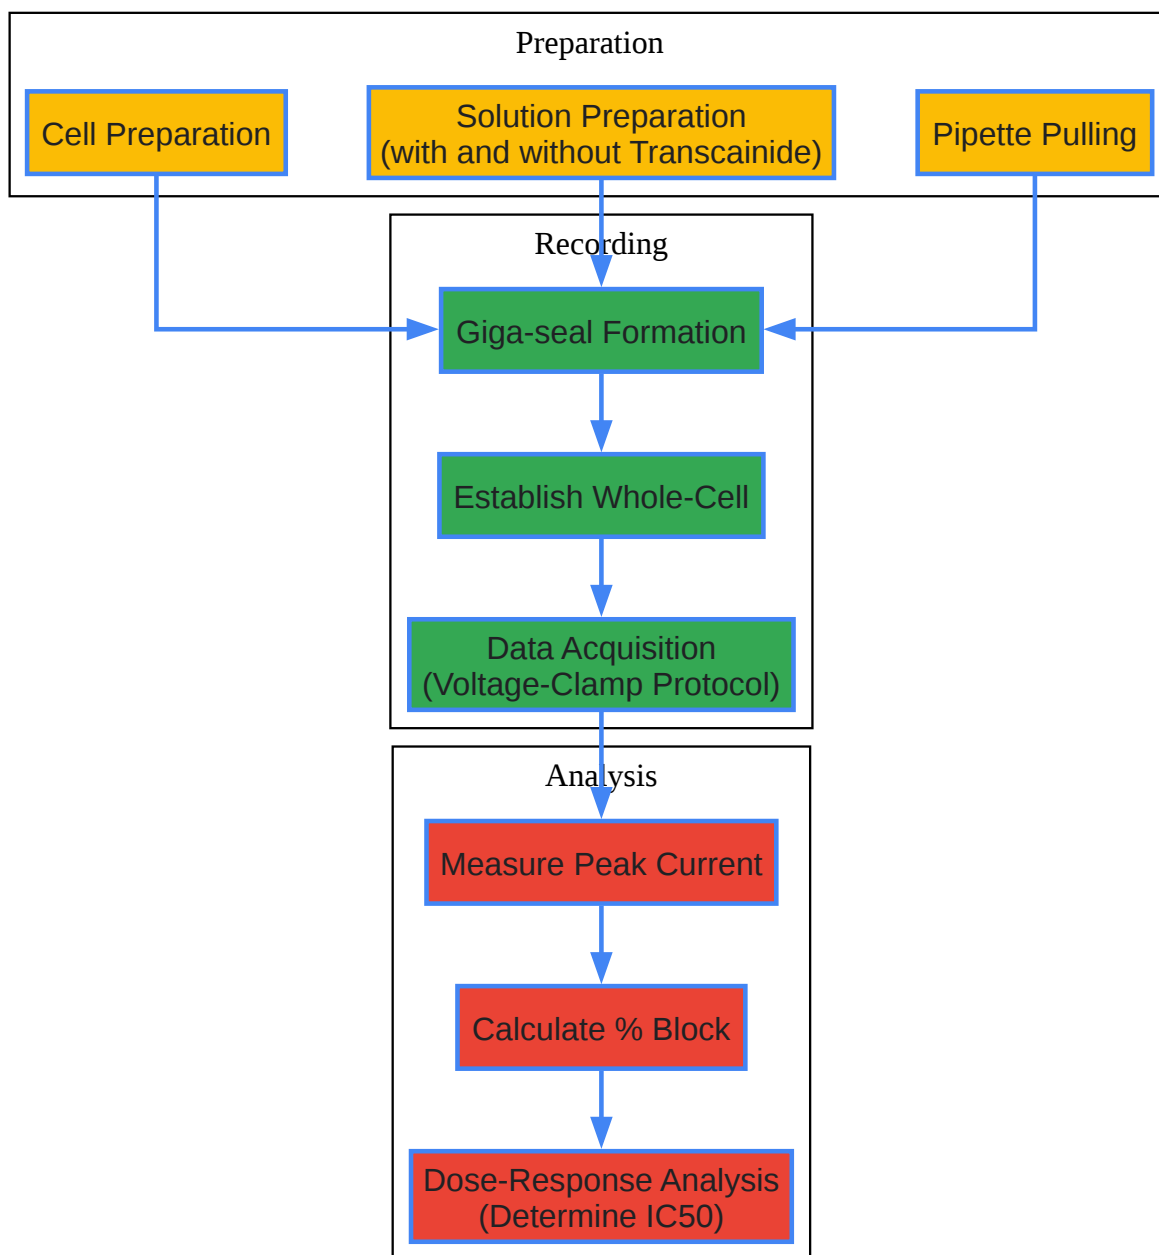 Preparation
Cell Preparation
Solution Preparation
(with and without Transcainide)
Pipette Pulling
Recording
Giga-seal Formation
Establish Whole-Cell
Data Acquisition
(Voltage-Clamp Protocol)
Analysis
Measure Peak Current
Calculate % Block
Dose-Response Analysis
(Determine IC50)